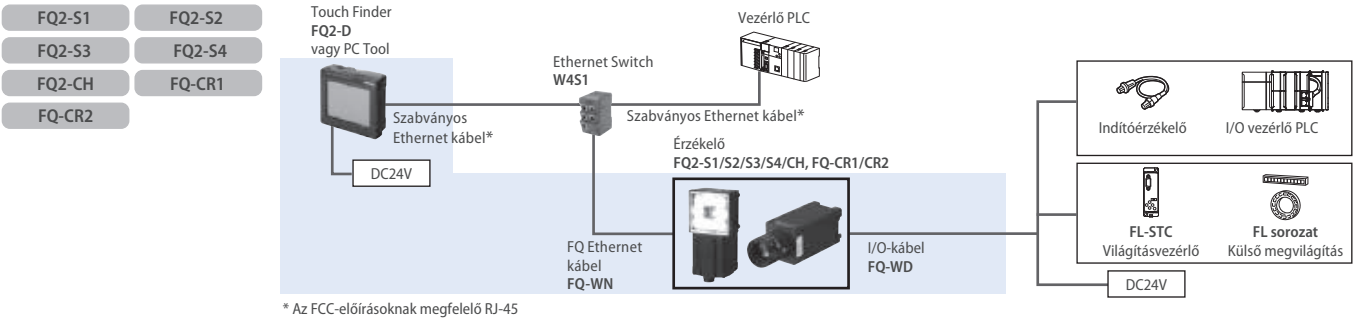 FQ2-S1
FQ2-S2
FQ2-S3
FQ2-S4
FQ2-CH
FQ-CR1
FQ-CR2
Touch Finder
FQ2-D
vagy PC Tool
Szabványos
Ethernet kábel*
DC24V
Ethernet Switch
W4S1
Vezérlő PLC
Szabványos Ethernet kábel*
Érzékelő
FQ2-S1/S2/S3/S4/CH, FQ-CR1/CR2
FQ Ethernet
kábel
FQ-WN
I/O-kábel
FQ-WD
Indítóérzékelő
I/O vezérlő PLC
FL-STC
Világításvezérlő
FL sorozat
Külső megvilágítás
DC24V
* Az FCC-előírásoknak megfelelő RJ-45